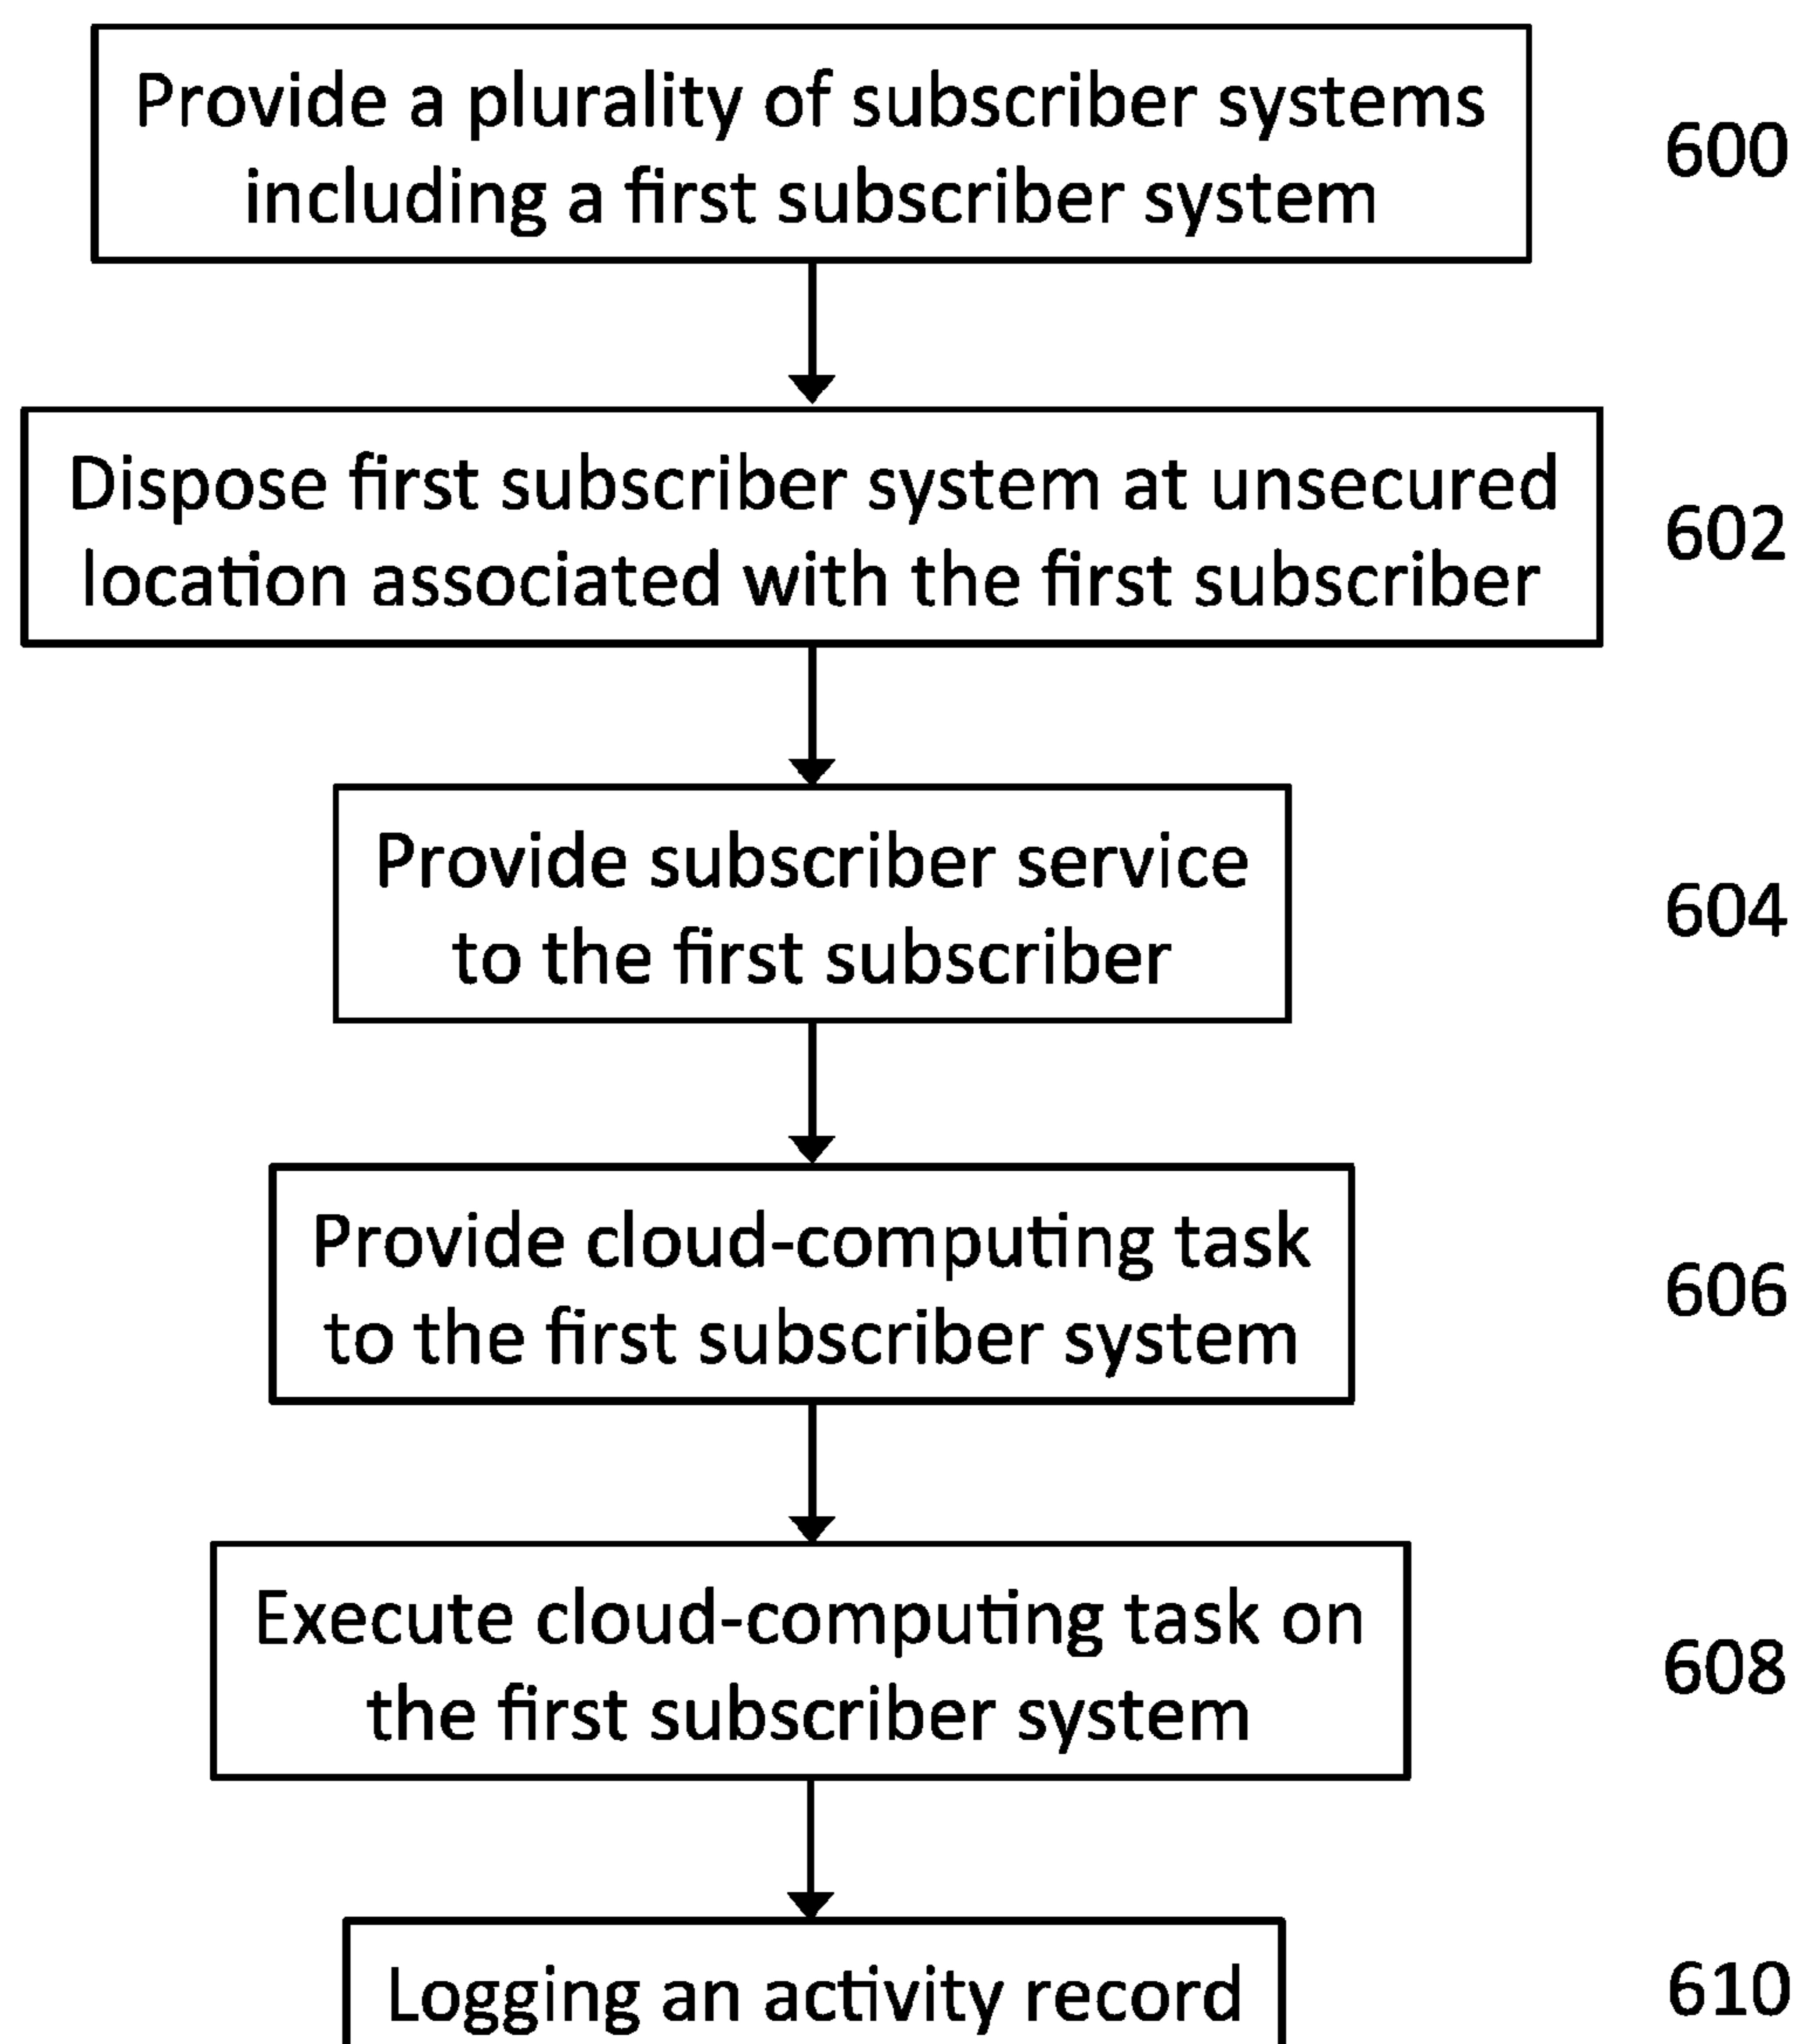 Provide a plurality of subscriber systems
including a first subscriber system
600
Dispose first subscriber system at unsecured
location associated with the first subscriber
602
Provide subscriber service
to the first subscriber
604
Provide cloud-computing task
to the first subscriber system
606
Execute cloud-computing task on
the first subscriber system
608
Logging an activity record
610